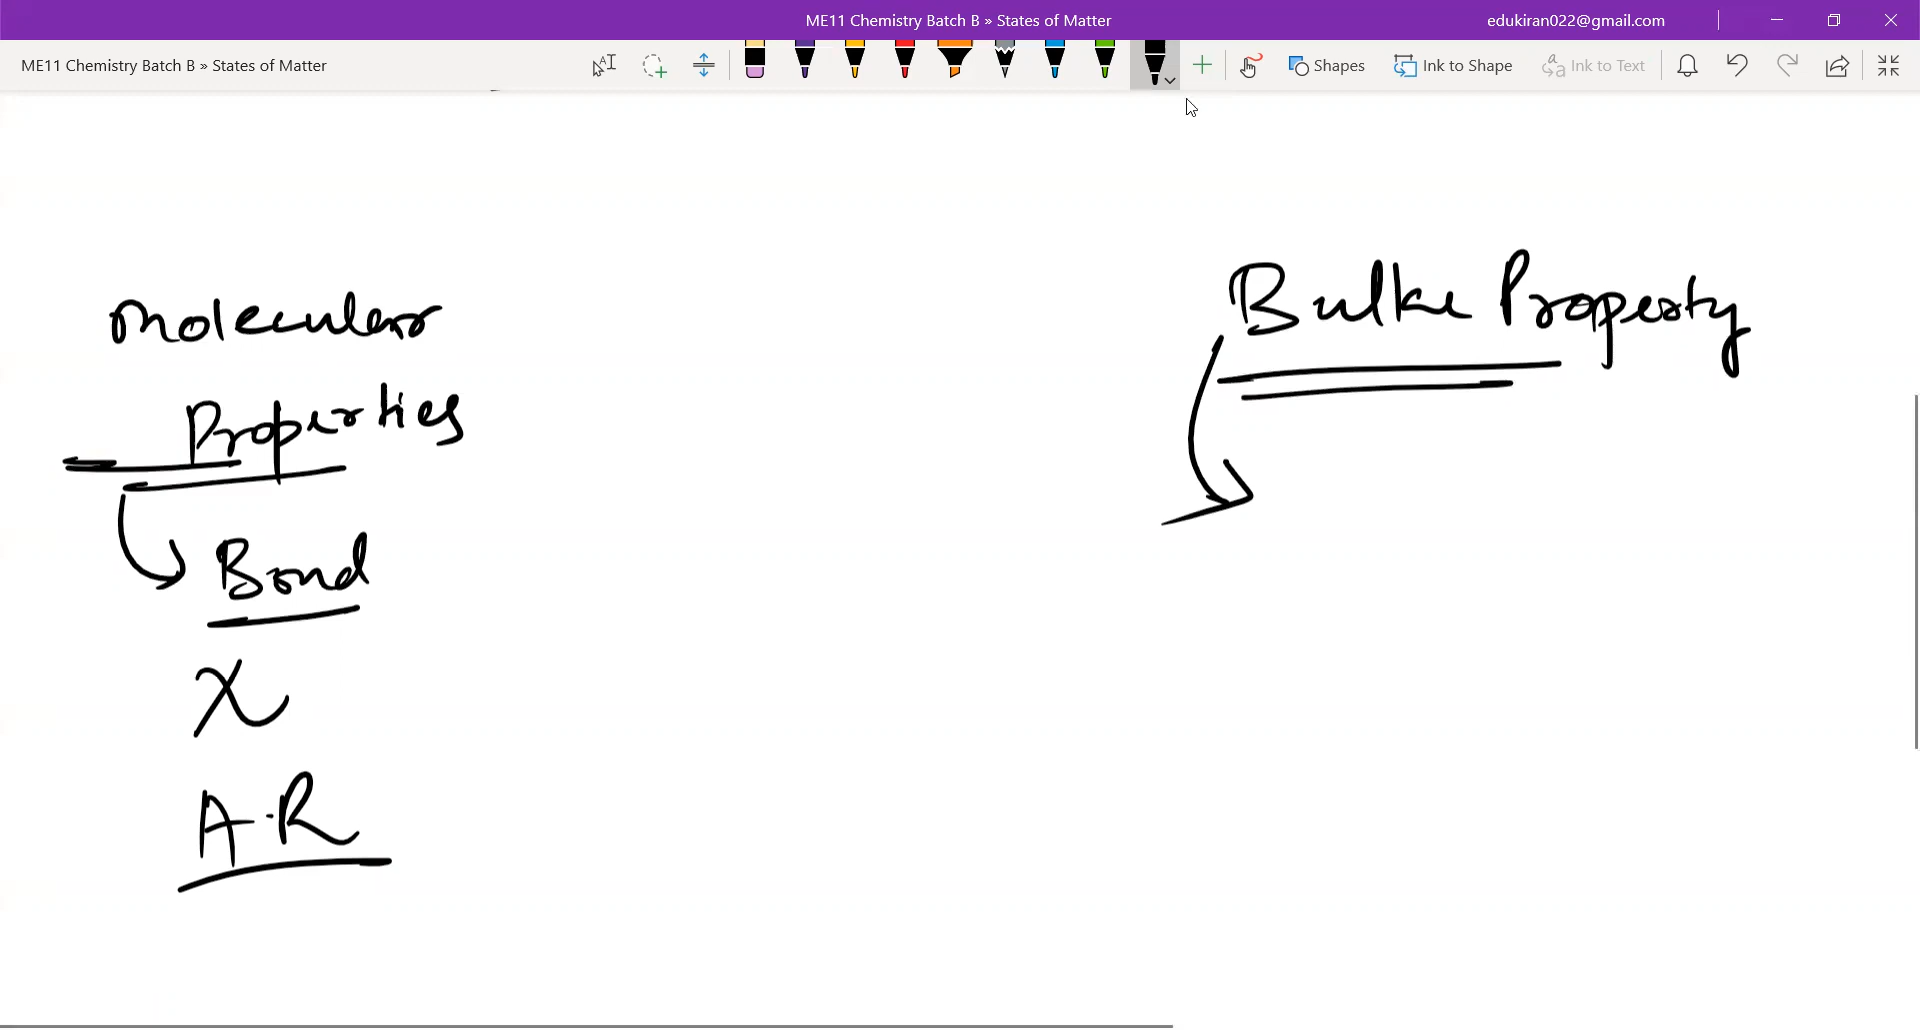 ME11 Chemistry Batch B » States of Matter
edukiran022@gmail.com
ME11 Chemistry Batch B » States of Matter
Shapes
Ink to Shape
Ink to Text
Molecular
Properties
Bond
X
A.R
Bulk Property